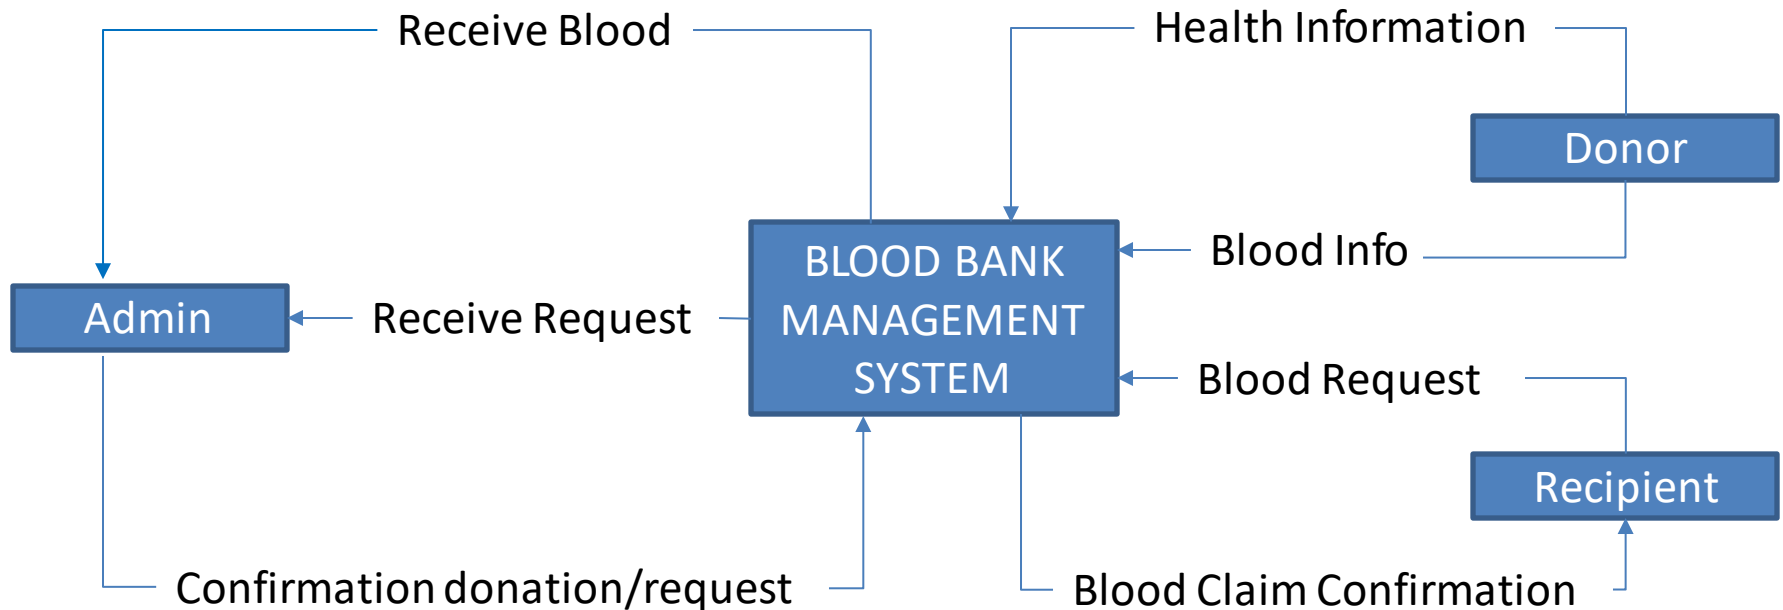 Receive Blood
Health Information
Donor
Blood Info
BLOOD BANK
MANAGEMENT
SYSTEM
Admin
Receive Request
Blood Request
Recipient
Confirmation donation/request
Blood Claim Confirmation